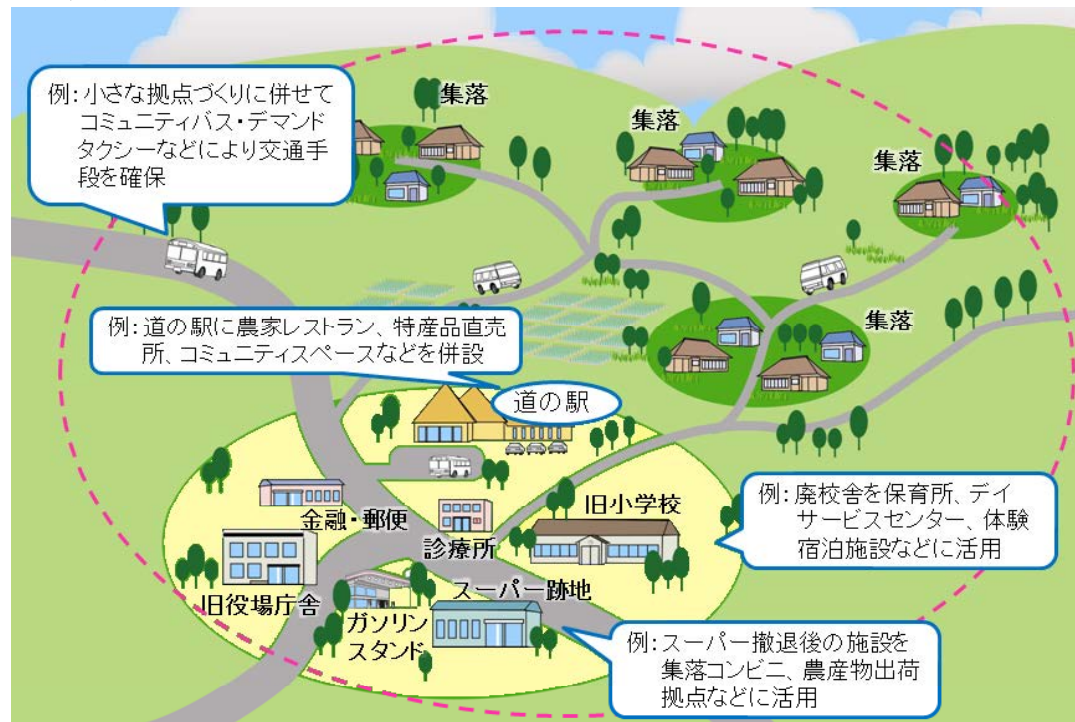 例：小さな拠点づくりに併せて
コミュニティバス・デマンド
タクシーなどにより交通手
段を確保
集落
集落
集落
集落
例：道の駅に農家レストラン、特産品直売
所、コミュニティスペースなどを併設
道の駅
金融・郵便
診療所
旧小学校
例：廃校舎を保育所、デイ
サービスセンター、体験
宿泊施設などに活用
旧役場庁舎
ガソリン
スタンド
スーパー跡地
例：スーパー撤退後の施設を
集落コンビニ、農産物出荷
拠点などに活用